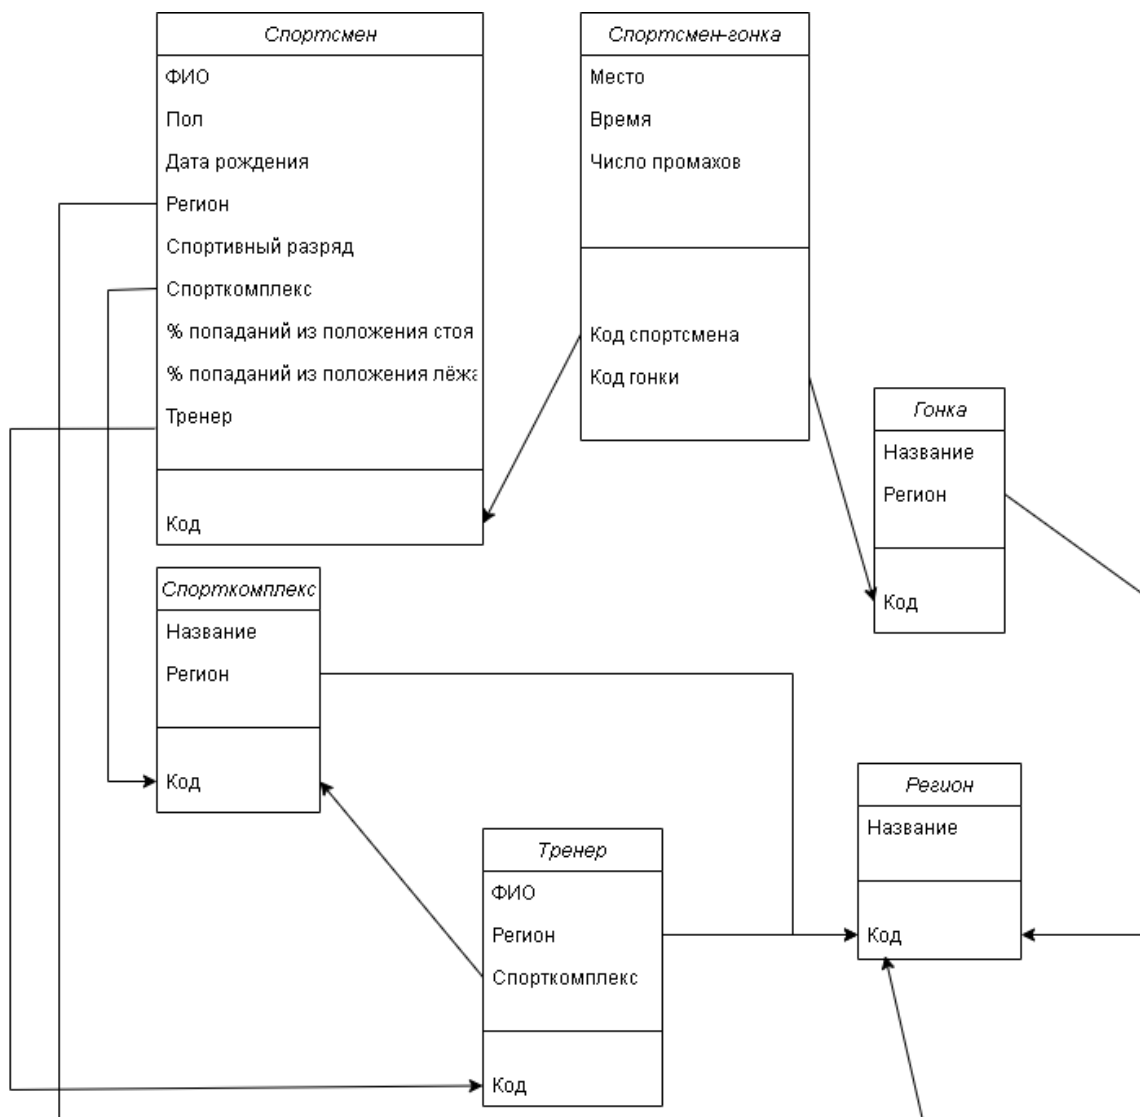 Спортсмен
ФИО
Пол
Дата рождения
Регион
Спортивный разряд
Спорткомплекс
% попаданий из положения стоя
% попаданий из положения лёжа
Тренер
Код
Спортсмен-гонка
Место
Время
Число промахов
Код спортсмена
Код гонки
Гонка
Название
Регион
Код
Спорткомплекс
Название
Регион
Код
Тренер
ФИО
Регион
Спорткомплекс
Код
Регион
Название
Код